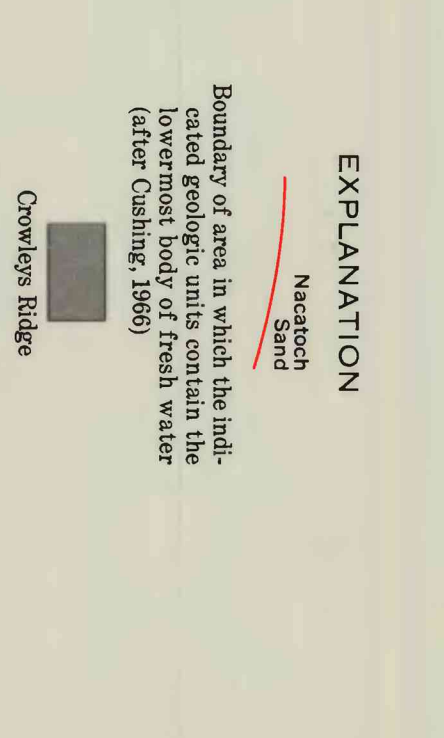 EXPLANATION
Nacatoch
Sand
Boundary of area in which the indi-
cated geologic units contain the
lowermost body of fresh water
(after Cushing, 1966)
Crowleys Ridge